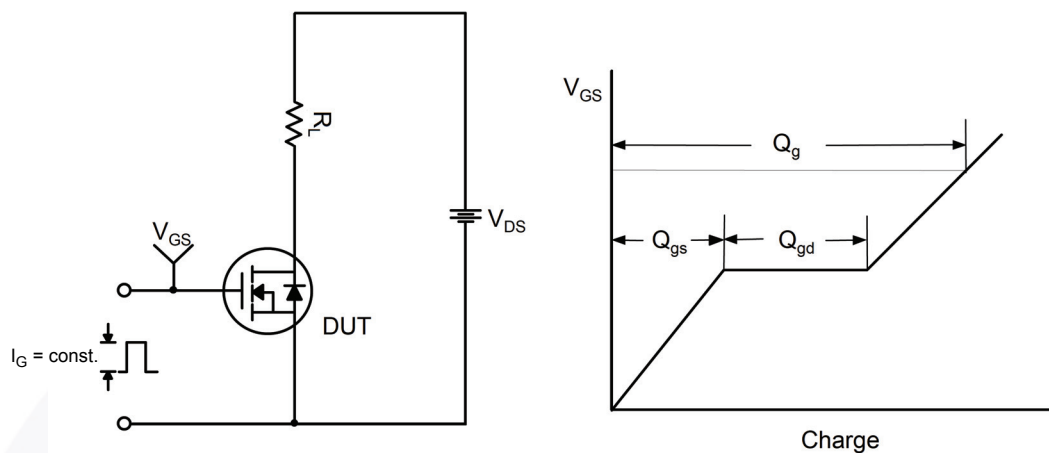 R_L
V_GS
V_DS
DUT
I_G = const.
V_GS
Q_g
Q_gs
Q_gd
Charge